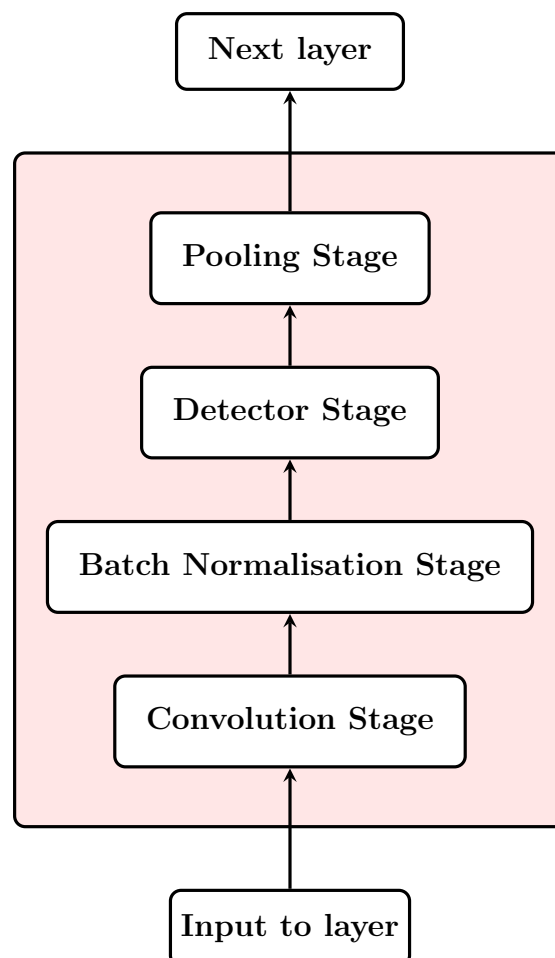 Next layer
Pooling Stage
Detector Stage
Batch Normalisation Stage
Convolution Stage
Input to layer